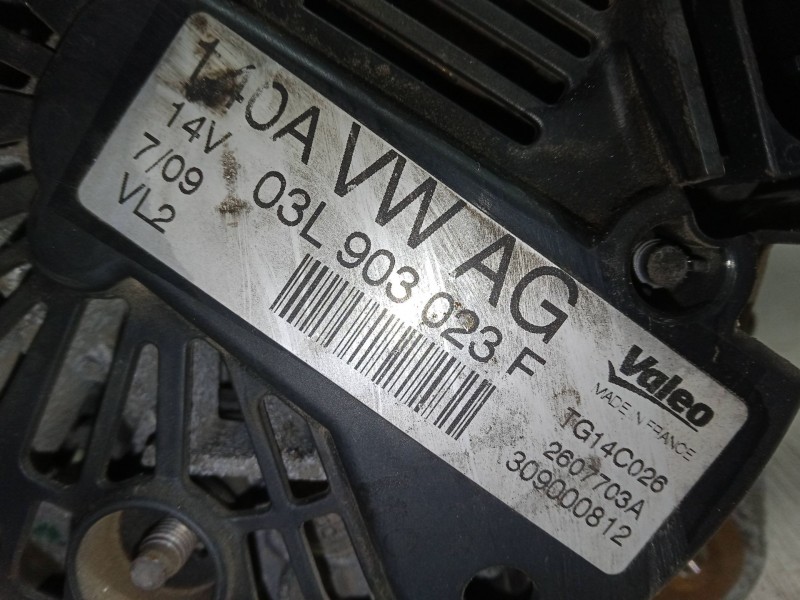 140A VW AG
14V 03L 903 023 F
7/09
VL2
Valeo
MADE IN FRANCE
TG14C026
2607703A
309000812